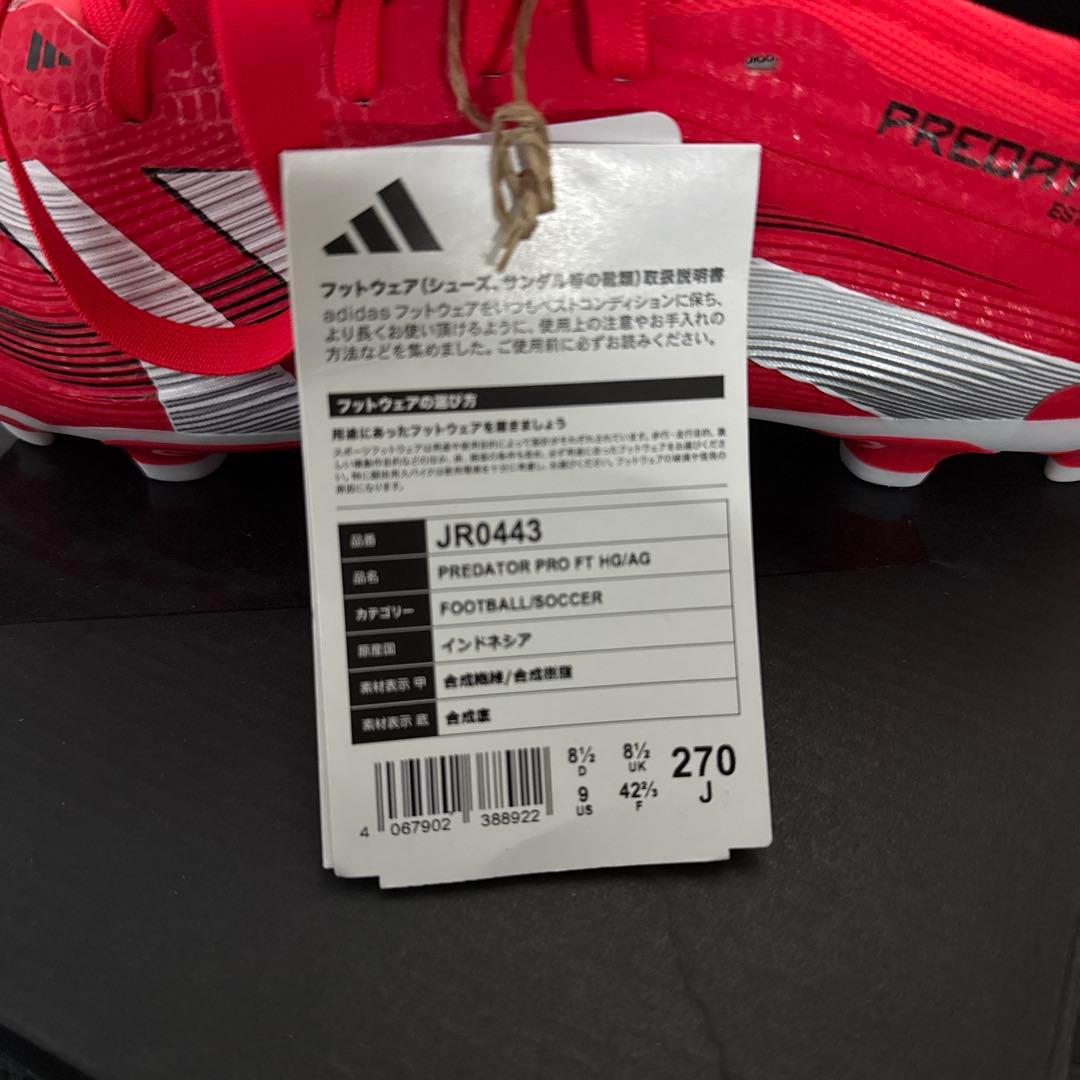 PREDAT
EST
フットウェア(シューズ、サンダル等の靴類)取扱説明書
adidas フットウェアをいつもベストコンディションに保ち、
より長くお使い頂けるように、使用上の注意やお手入れの
方法などを集めました。ご使用前に必ずお読みください。
フットウェアの選び方
用途にあったフットウェアを履きましょう
品番 JR0443
品名 PREDATOR PRO FT HG/AG
カテゴリー FOOTBALL/SOCCER
原産国 インドネシア
素材表示 甲 合成繊維/合成樹脂
素材表示 底 合成底
8½ D 8½ UK 270 J
9 US 42⅔ F
4 067902 388922